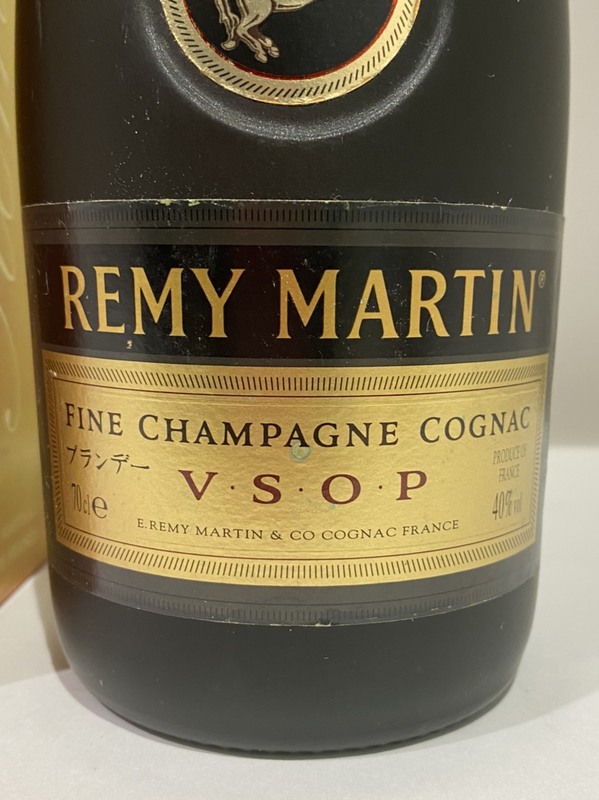 REMY MARTIN®
FINE CHAMPAGNE COGNAC
ブランデー
V·S·O·P
PRODUCE OF
FRANCE
70cle
40%vol
E.REMY MARTIN & CO COGNAC FRANCE